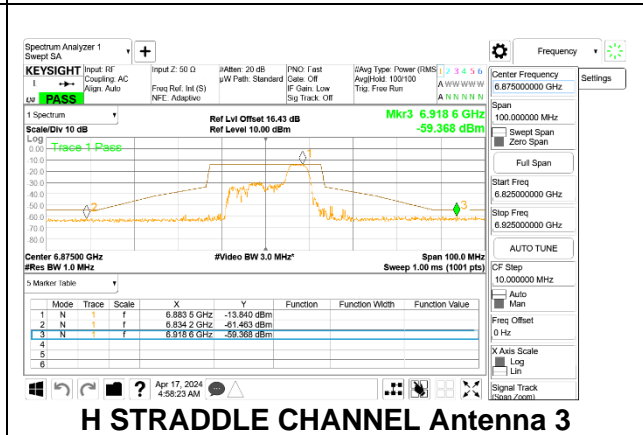 Spectrum Analyzer 1
Swept SA
Frequency
KEYSIGHT Input: RF
Coupling: AC
Align: Auto
Input Z: 50 Ω
Freq Ref: Int (S)
NFE: Adaptive
#Atten: 20 dB
µW Path: Standard
PNO: Fast
Gate: Off
IF Gain: Low
Sig Track: Off
#Avg Type: Power (RMS
Avg|Hold: 100/100
Trig: Free Run
1 2 3 4 5 6
A W W W W W
A N N N N N
PASS
Center Frequency
6.875000000 GHz
Settings
Span
100.000000 MHz
Swept Span
Zero Span
Full Span
Start Freq
6.825000000 GHz
Stop Freq
6.925000000 GHz
AUTO TUNE
CF Step
10.000000 MHz
Auto
Man
Freq Offset
0 Hz
X Axis Scale
Log
Lin
Signal Track
(Span Zoom)
1 Spectrum
Scale/Div 10 dB
Ref Lvl Offset 16.43 dB
Ref Level 10.00 dBm
Mkr3 6.918 6 GHz
-59.368 dBm
Log
Trace 1 Pass
0.00
10.0
20.0
30.0
40.0
50.0
60.0
70.0
80.0
1
2
3
Center 6.87500 GHz
#Res BW 1.0 MHz
#Video BW 3.0 MHz*
Span 100.0 MHz
Sweep 1.00 ms (1001 pts)
5 Marker Table
Mode Trace Scale X Y Function Function Width Function Value
1 N 1 f 6.883 5 GHz -13.840 dBm
2 N 1 f 6.834 2 GHz -61.463 dBm
3 N 1 f 6.918 6 GHz -59.368 dBm
4
5
6
?
Apr 17, 2024
4:58:23 AM
H STRADDLE CHANNEL Antenna 3